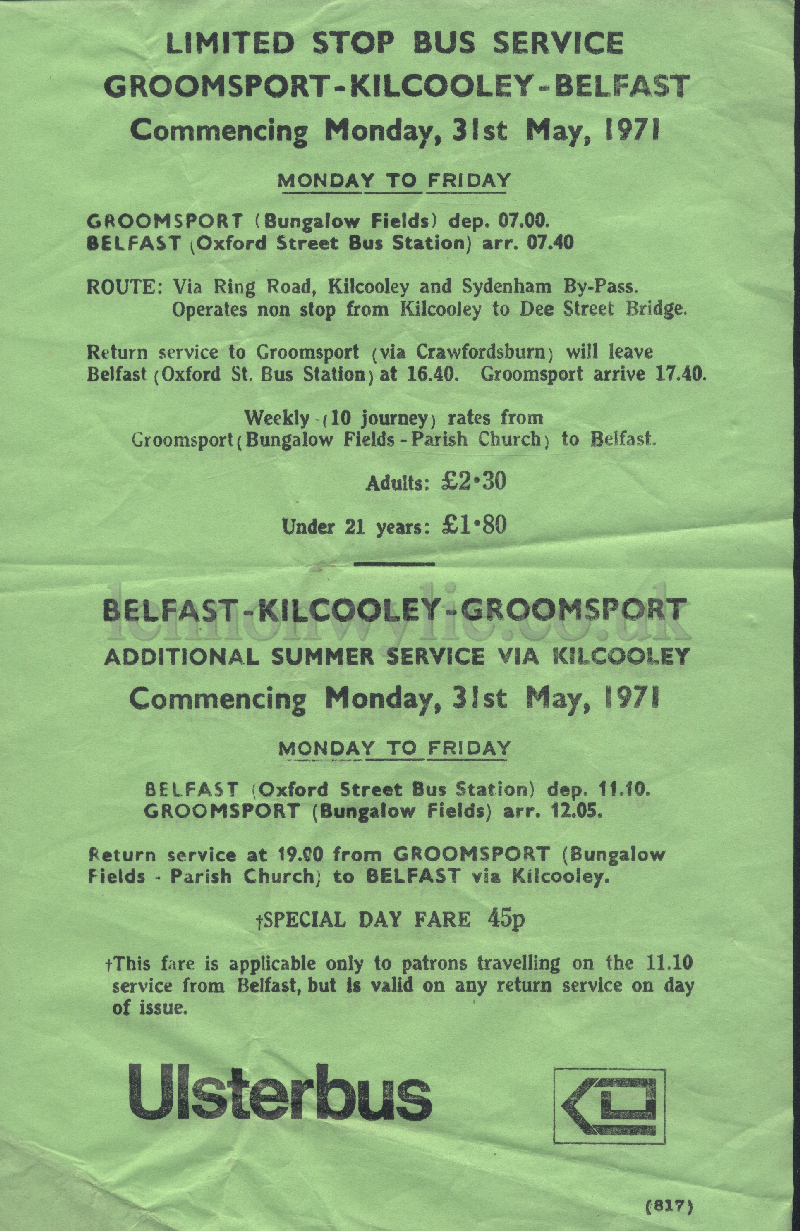 LIMITED STOP BUS SERVICE
GROOMSPORT-KILCOOLEY-BELFAST
Commencing Monday, 31st May, 1971
MONDAY TO FRIDAY
GROOMSPORT (Bungalow Fields) dep. 07.00.
BELFAST (Oxford Street Bus Station) arr. 07.40
ROUTE: Via Ring Road, Kilcooley and Sydenham By-Pass.
Operates non stop from Kilcooley to Dee Street Bridge.
Return service to Groomsport (via Crawfordsburn) will leave
Belfast (Oxford St. Bus Station) at 16.40. Groomsport arrive 17.40.
Weekly (10 journey) rates from
Groomsport (Bungalow Fields - Parish Church) to Belfast.
Adults: £2·30
Under 21 years: £1·80
BELFAST-KILCOOLEY-GROOMSPORT
lennonwylie.co.uk
ADDITIONAL SUMMER SERVICE VIA KILCOOLEY
Commencing Monday, 31st May, 1971
MONDAY TO FRIDAY
BELFAST (Oxford Street Bus Station) dep. 11.10.
GROOMSPORT (Bungalow Fields) arr. 12.05.
Return service at 19.00 from GROOMSPORT (Bungalow
Fields - Parish Church) to BELFAST via Kilcooley.
†SPECIAL DAY FARE 45p
†This fare is applicable only to patrons travelling on the 11.10
service from Belfast, but is valid on any return service on day
of issue.
Ulsterbus
(817)